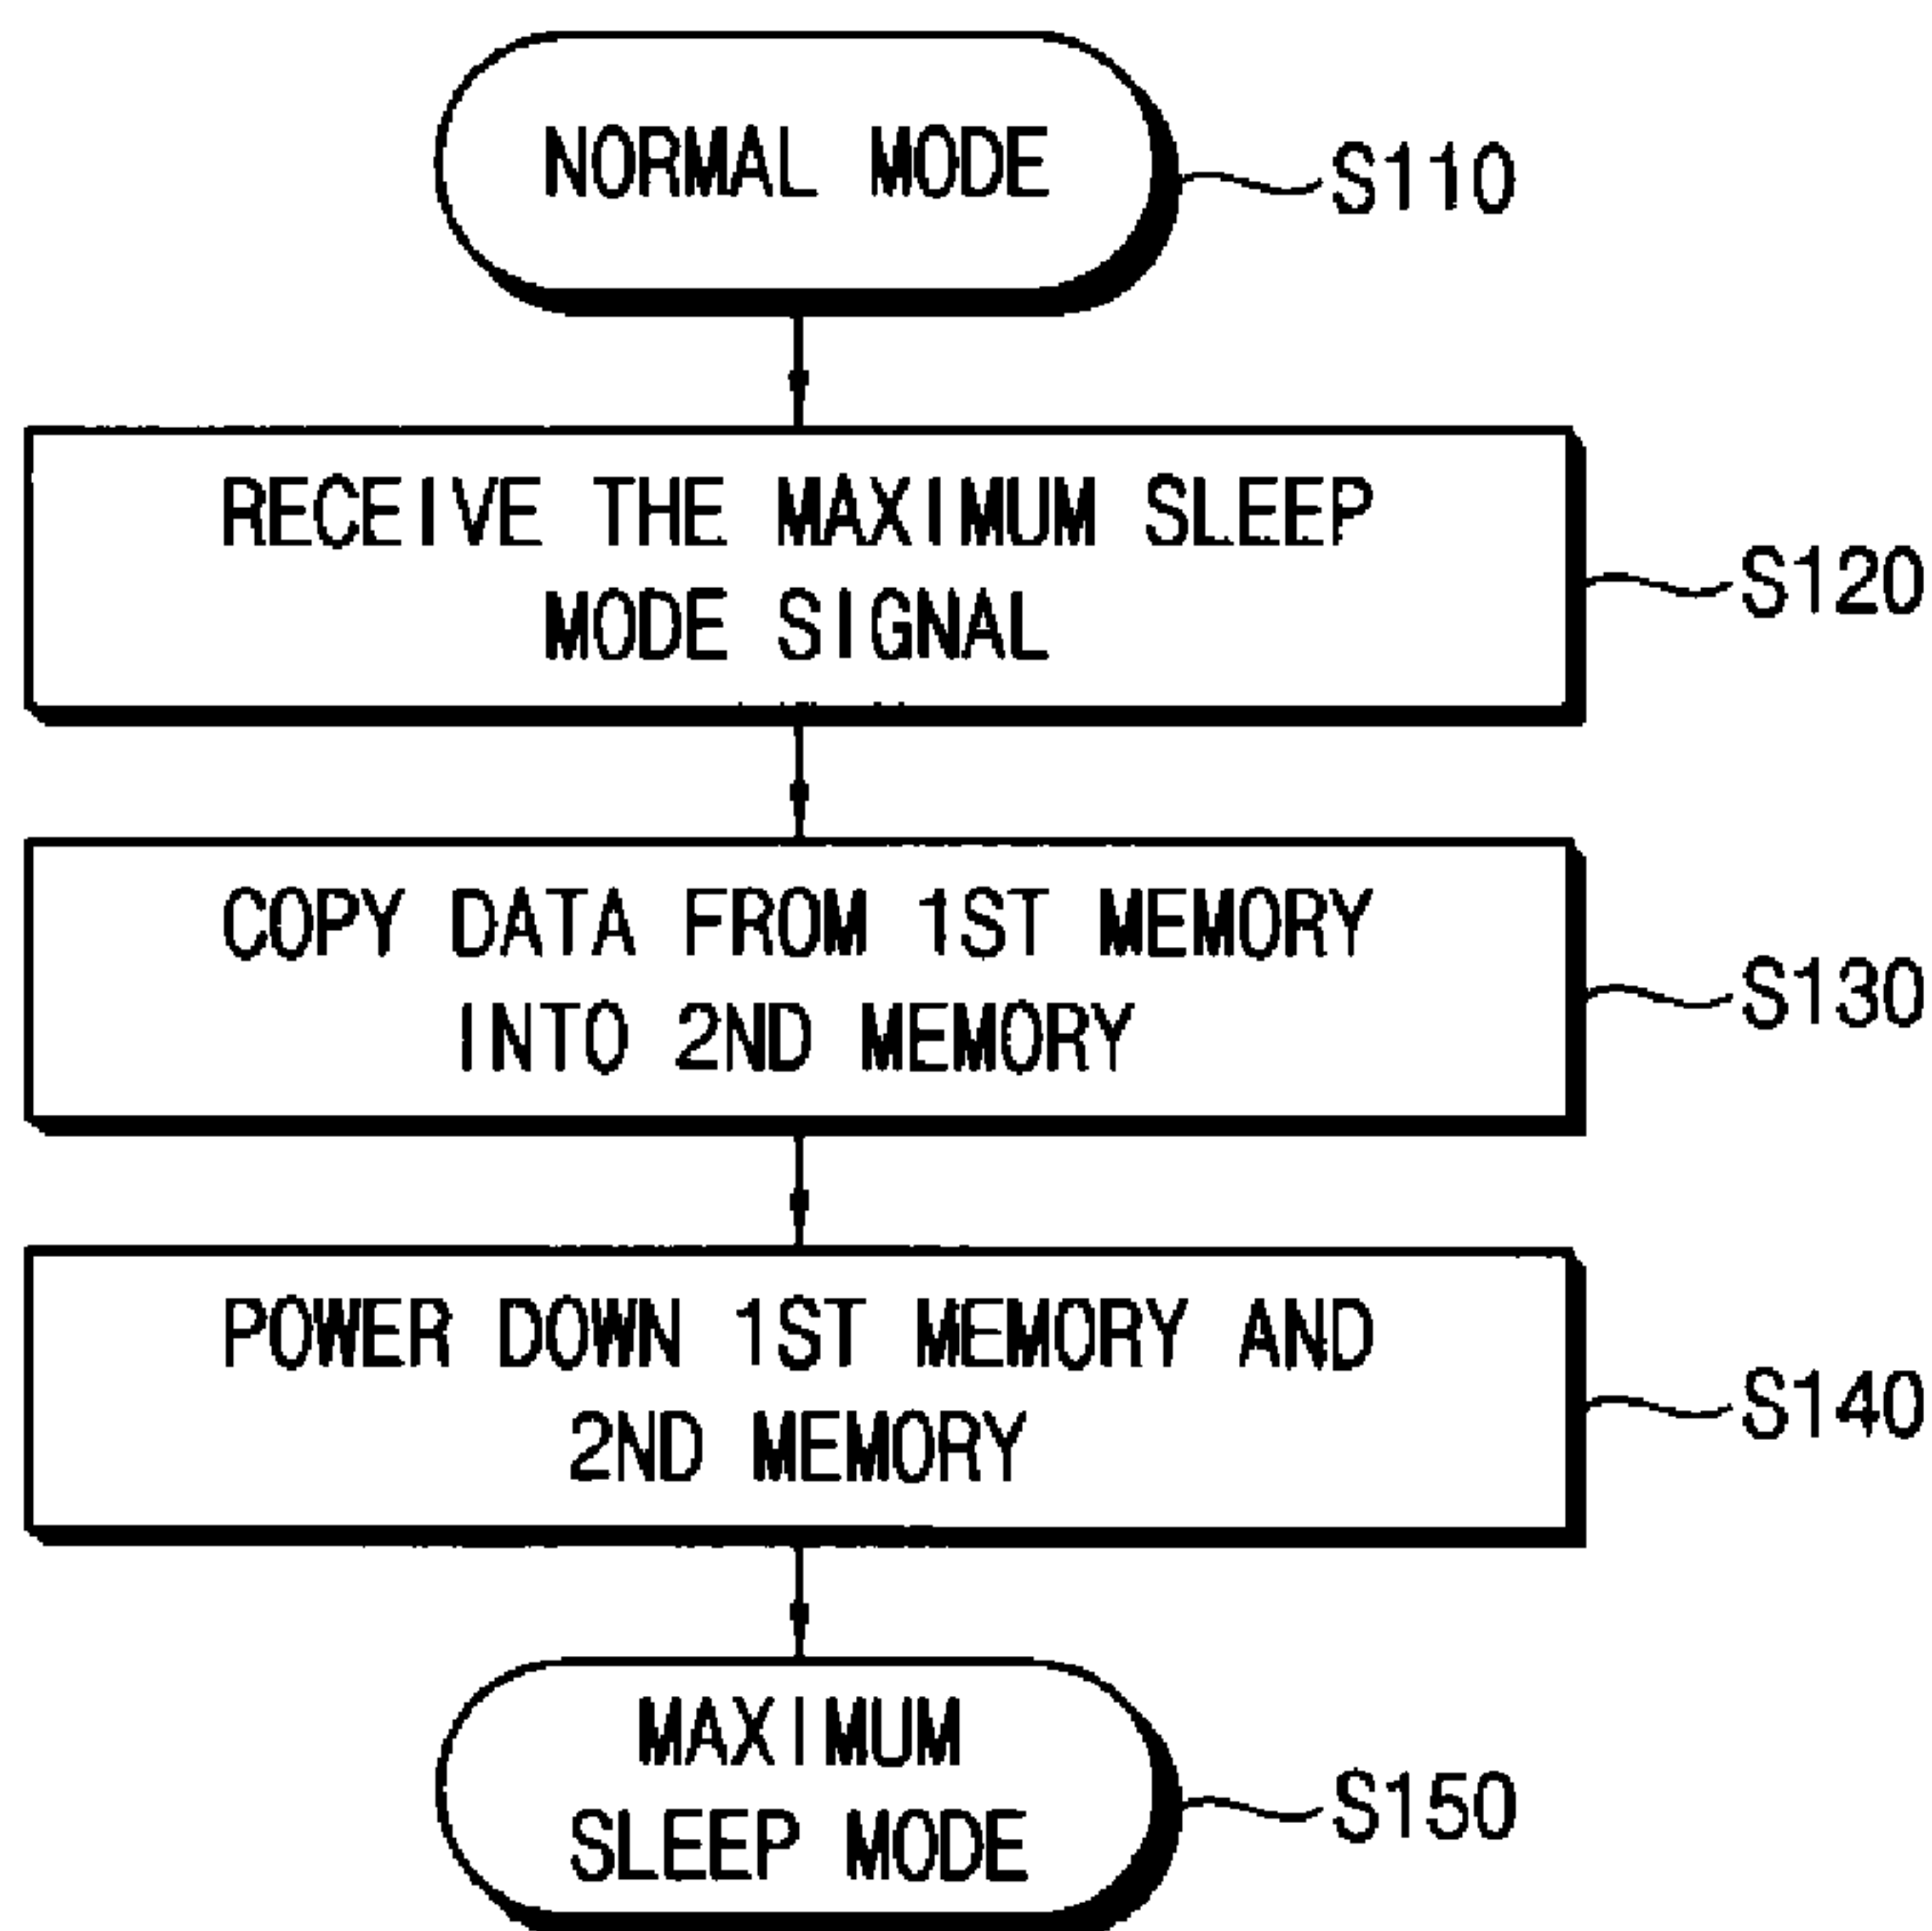 NORMAL MODE
S110
RECEIVE THE MAXIMUM SLEEP
MODE SIGNAL
S120
COPY DATA FROM 1ST MEMORY
INTO 2ND MEMORY
S130
POWER DOWN 1ST MEMORY AND
2ND MEMORY
S140
MAXIMUM
SLEEP MODE
S150